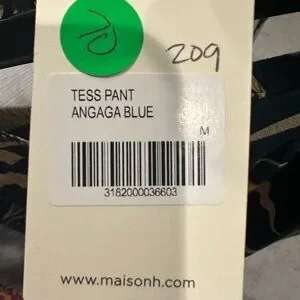 209
TESS PANT
ANGAGA BLUE
M
3182000036603
www.maisonh.com